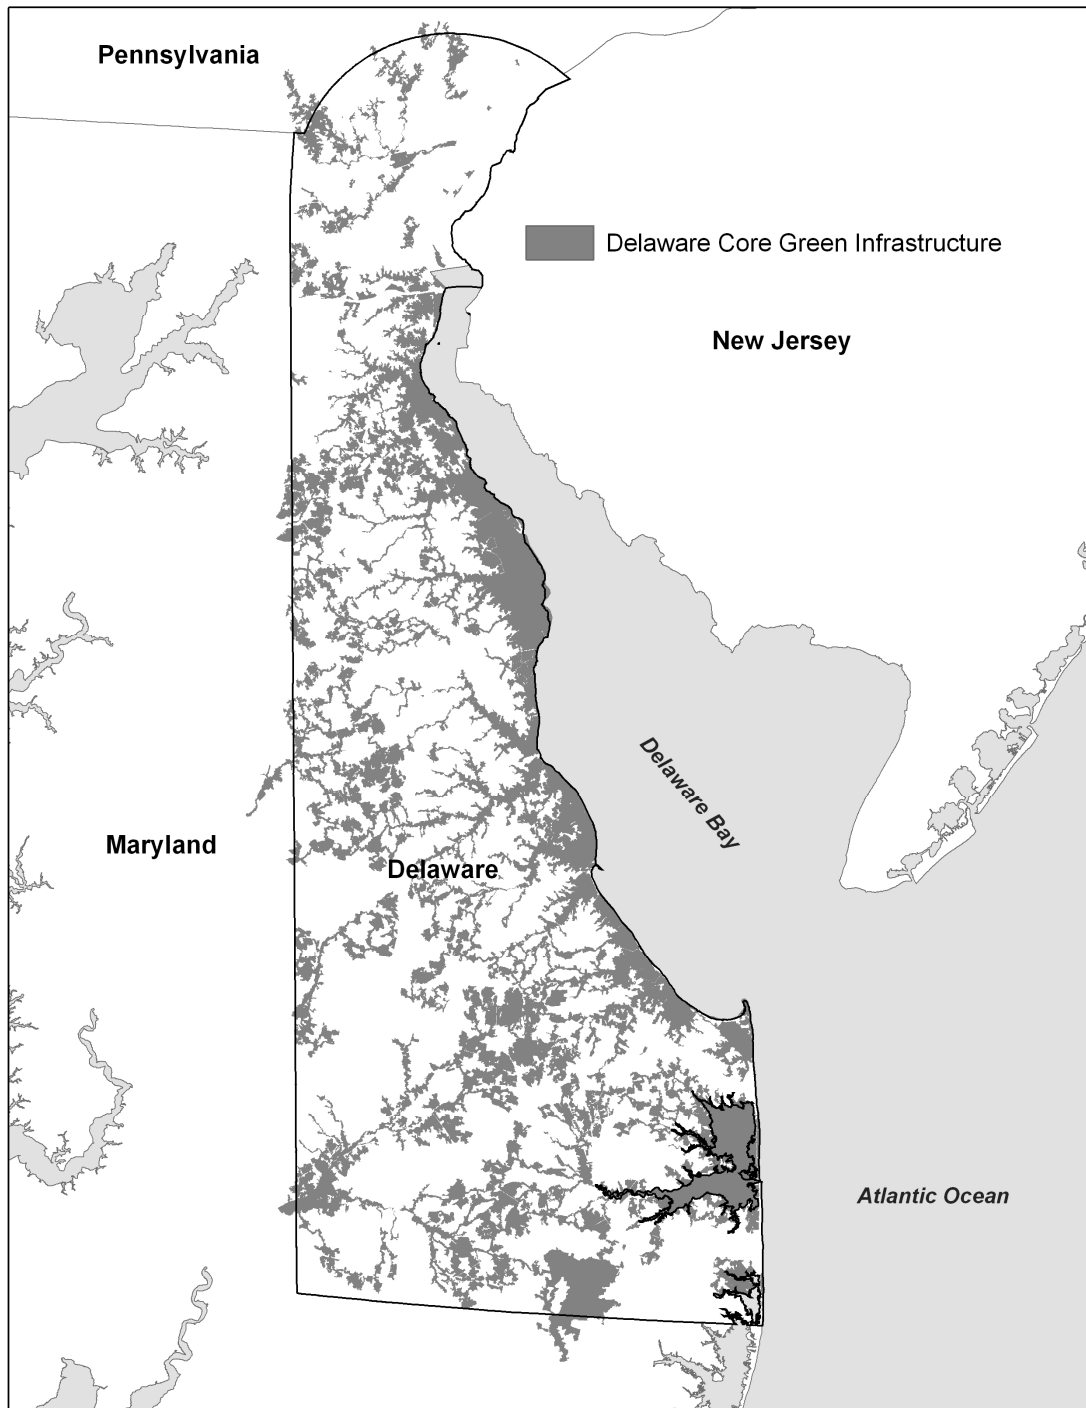 Pennsylvania
Delaware Core Green Infrastructure
New Jersey
Delaware Bay
Maryland
Delaware
Atlantic Ocean